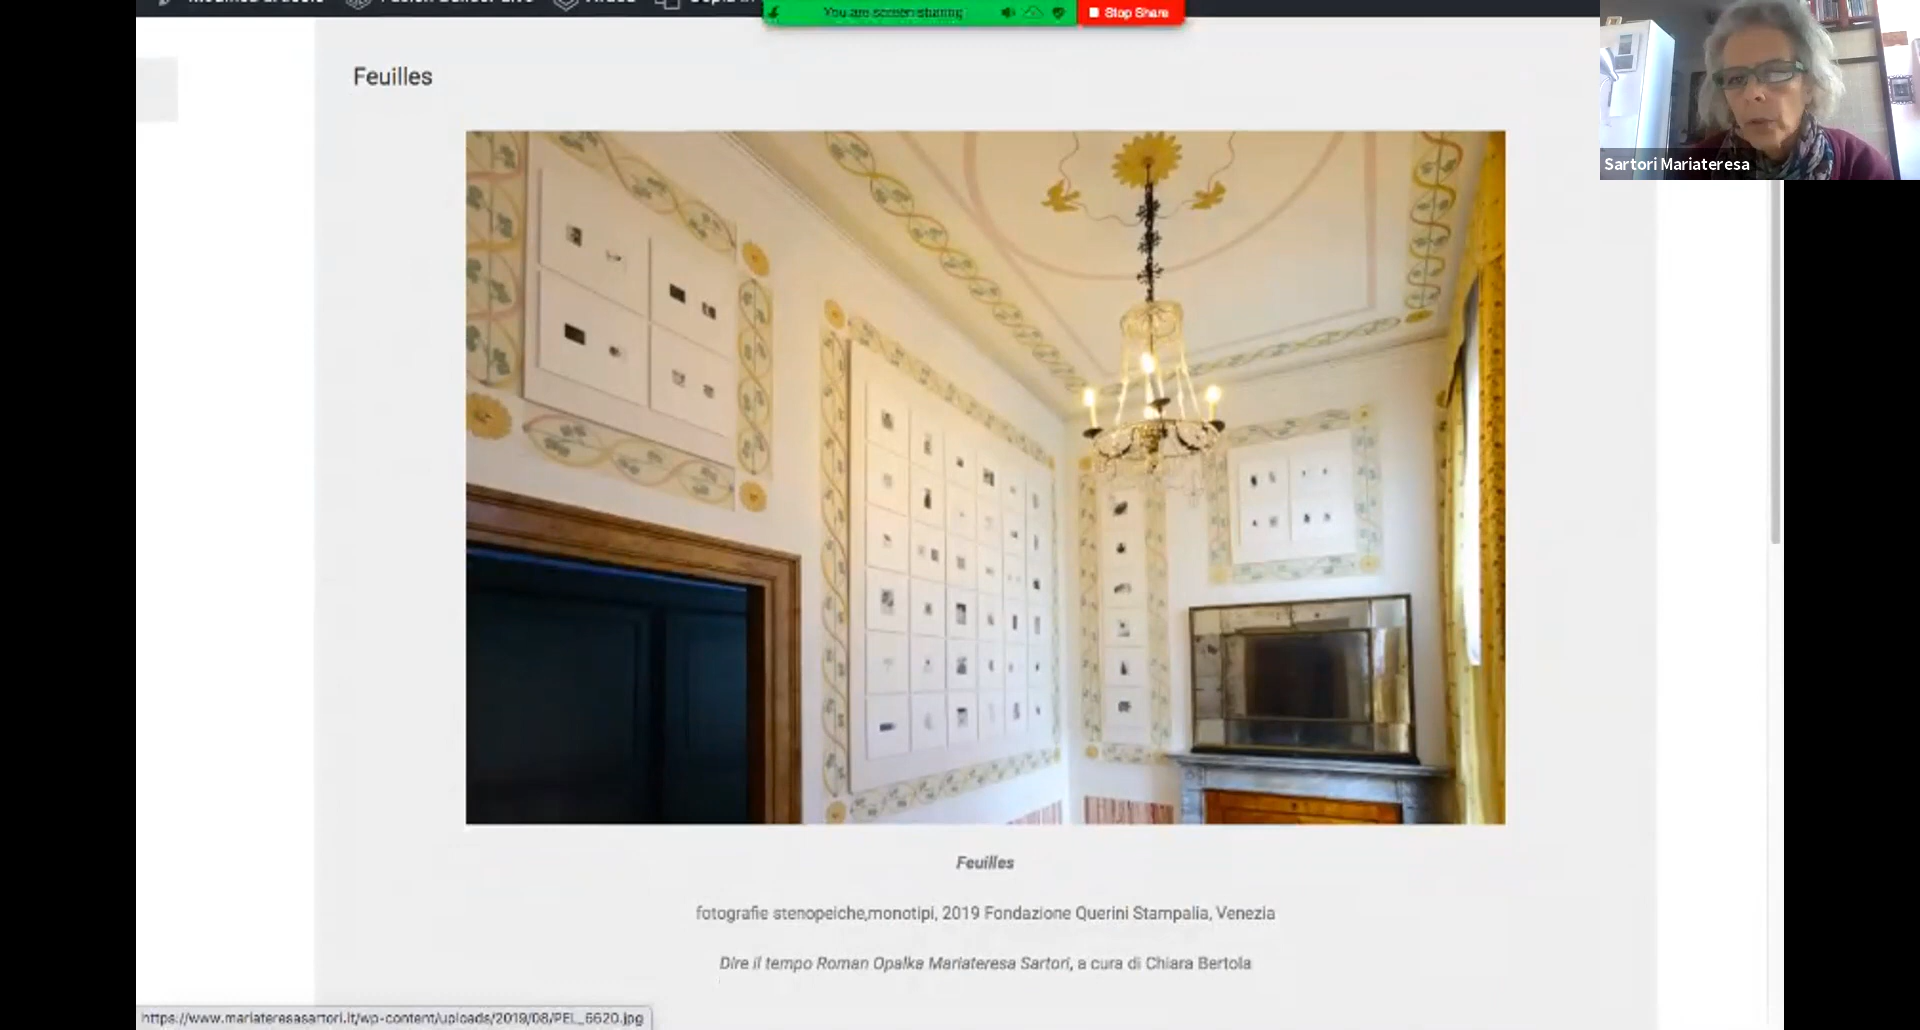 You are screen sharing
Stop Share
Feuilles
Sartori Mariateresa
Feuilles
fotografie stenopeiche,monotipi, 2019 Fondazione Querini Stampalia, Venezia
Dire il tempo Roman Opalka Mariateresa Sartori, a cura di Chiara Bertola
https://www.mariateresasartori.it/wp-content/uploads/2019/08/PEL_6620.jpg